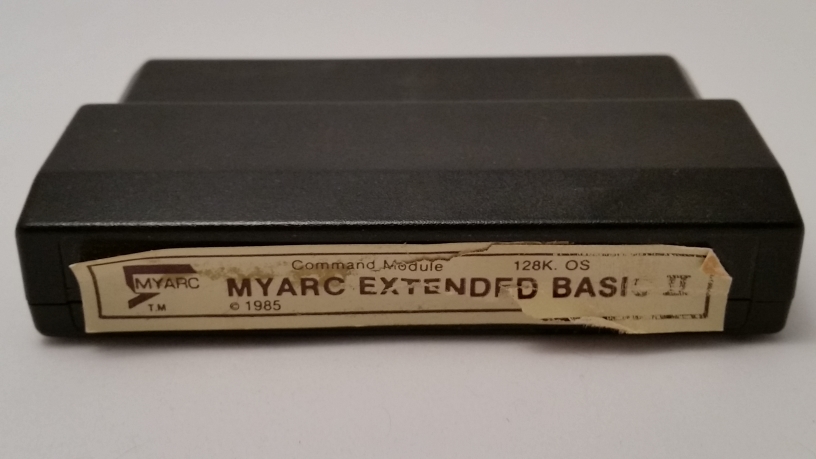 Command Module 128K. OS
MYARC MYARC EXTENDED BASIC II
TM © 1985